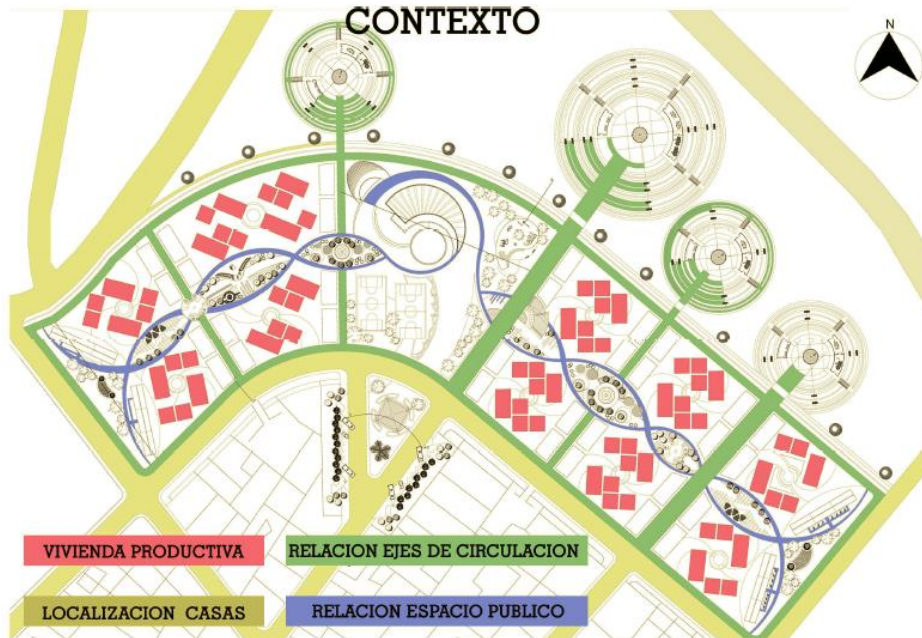 CONTEXTO
N
VIVIENDA PRODUCTIVA
RELACION EJES DE CIRCULACION
LOCALIZACION CASAS
RELACION ESPACIO PUBLICO